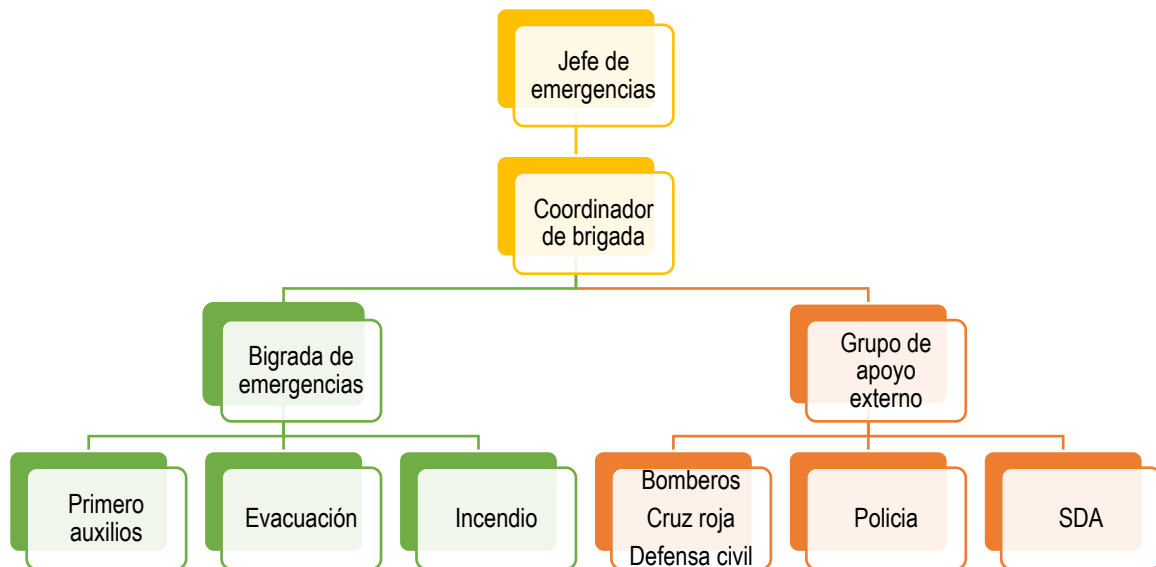 Jefe de
emergencias
Coordinador
de brigada
Bigrada de
emergencias
Grupo de
apoyo
externo
Primero
auxilios
Evacuación
Incendio
Bomberos
Cruz roja
Defensa civil
Policia
SDA